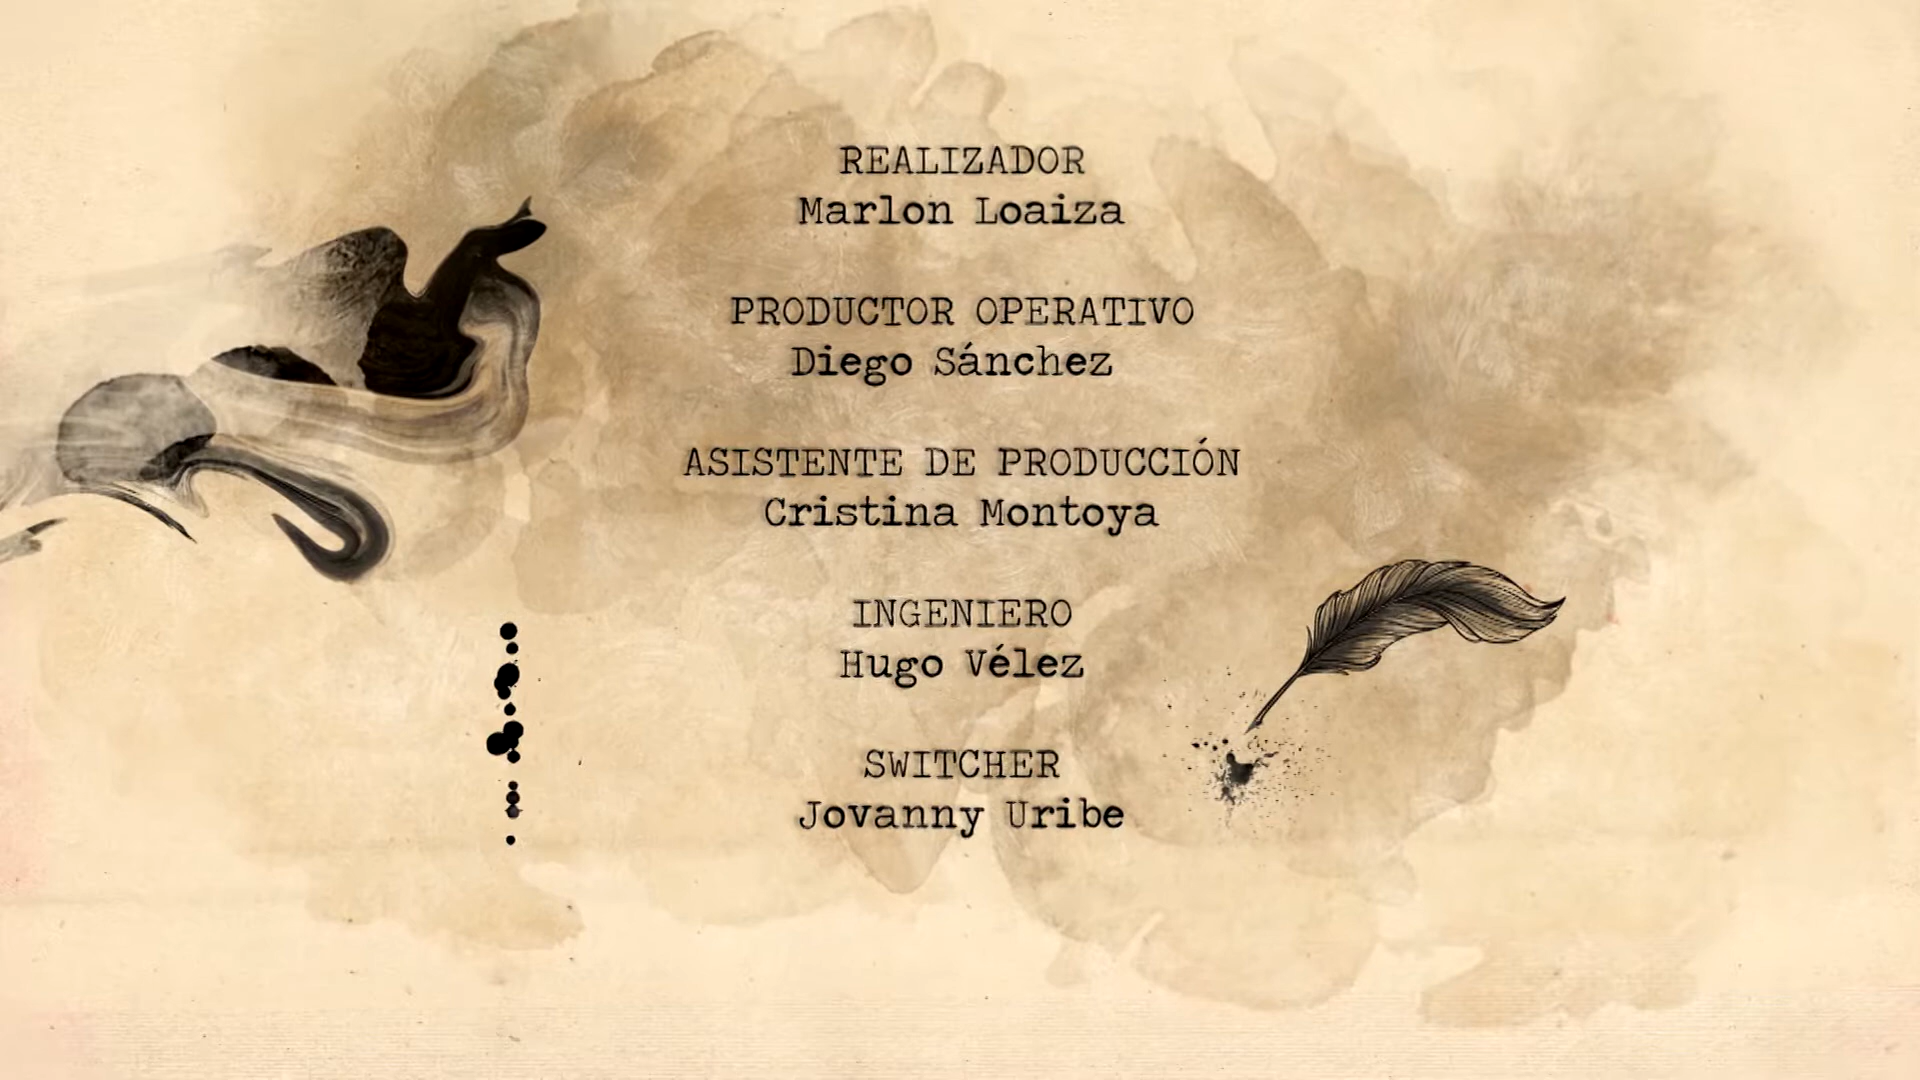 REALIZADOR
Marlon Loaiza
PRODUCTOR OPERATIVO
Diego Sánchez
ASISTENTE DE PRODUCCIÓN
Cristina Montoya
INGENIERO
Hugo Vélez
SWITCHER
Jovanny Uribe